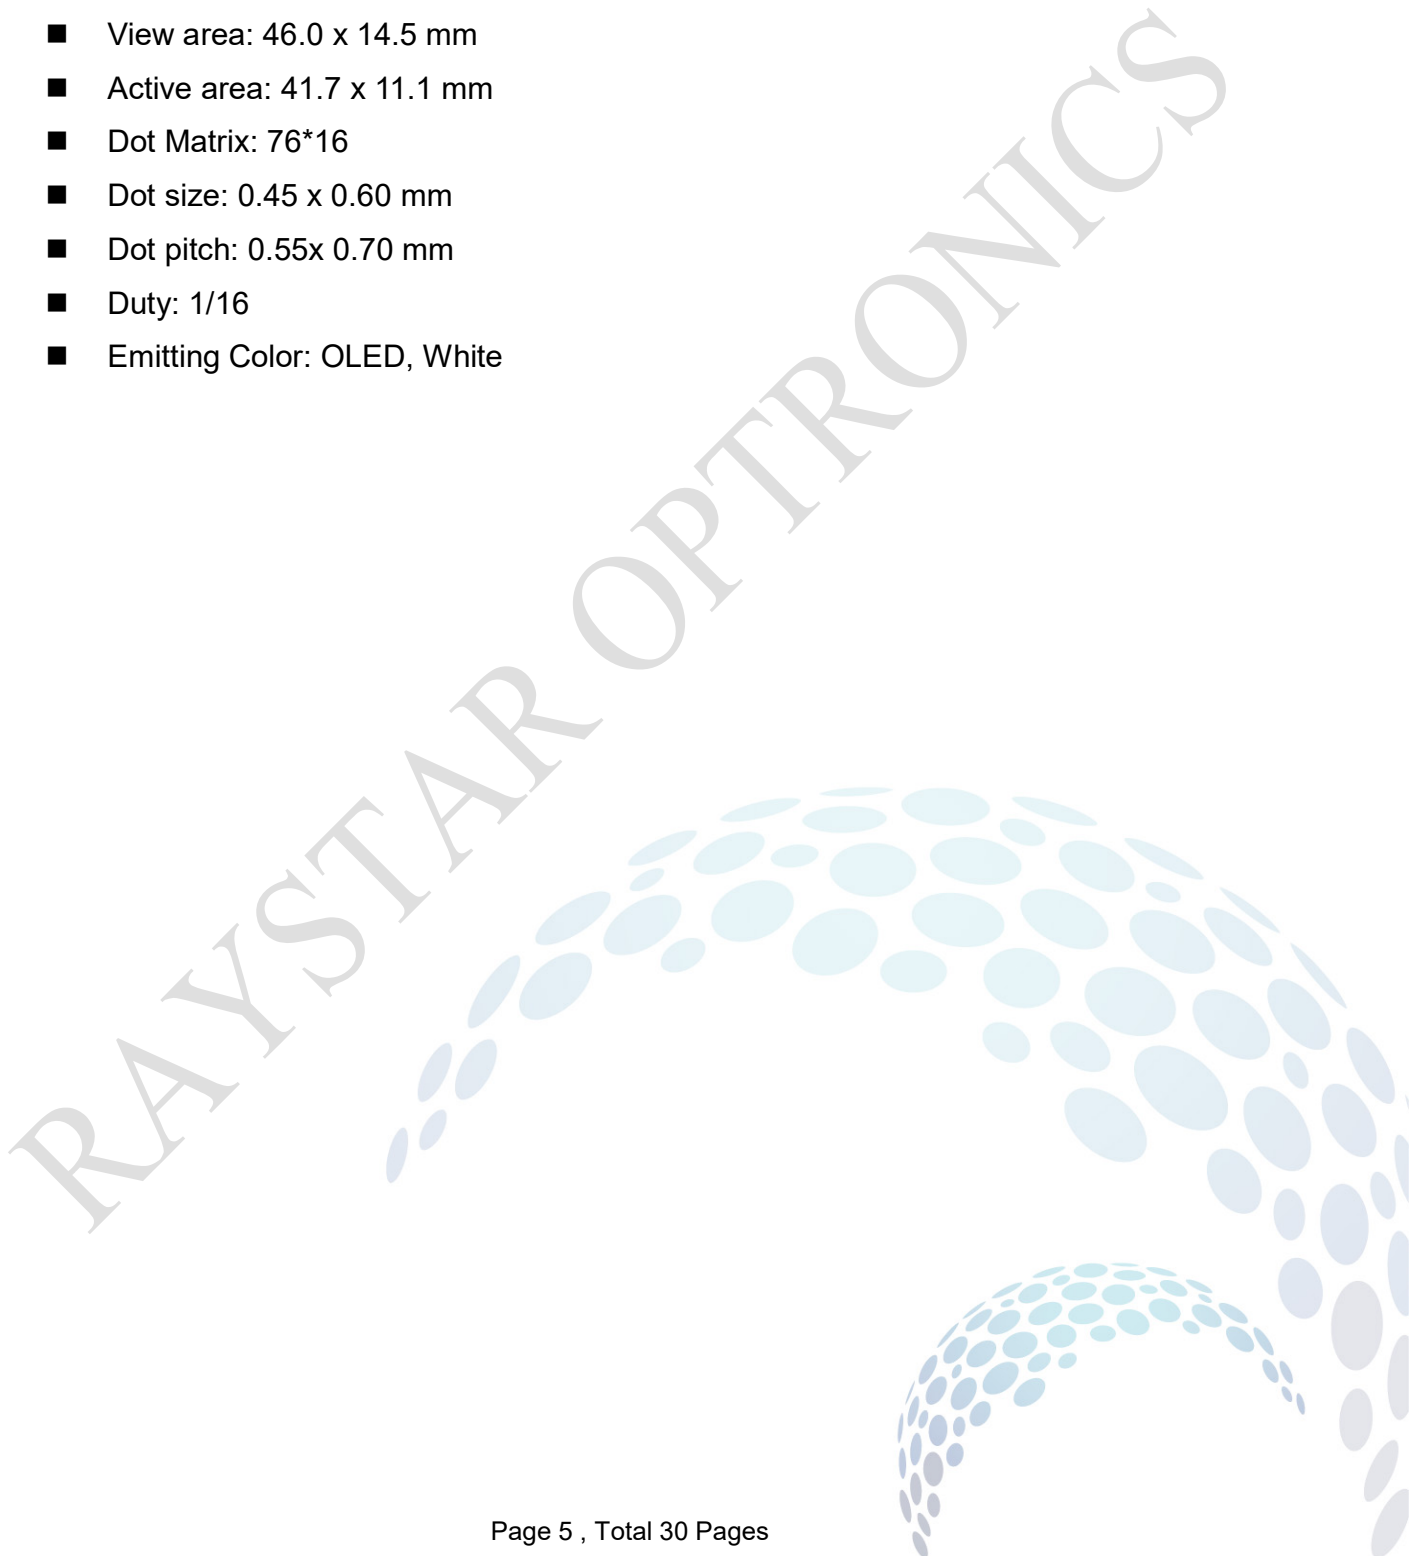 ■ View area: 46.0 x 14.5 mm
■ Active area: 41.7 x 11.1 mm
■ Dot Matrix: 76*16
■ Dot size: 0.45 x 0.60 mm
■ Dot pitch: 0.55x 0.70 mm
■ Duty: 1/16
■ Emitting Color: OLED, White
RAYSTAR OPTRONICS
Page 5 , Total 30 Pages